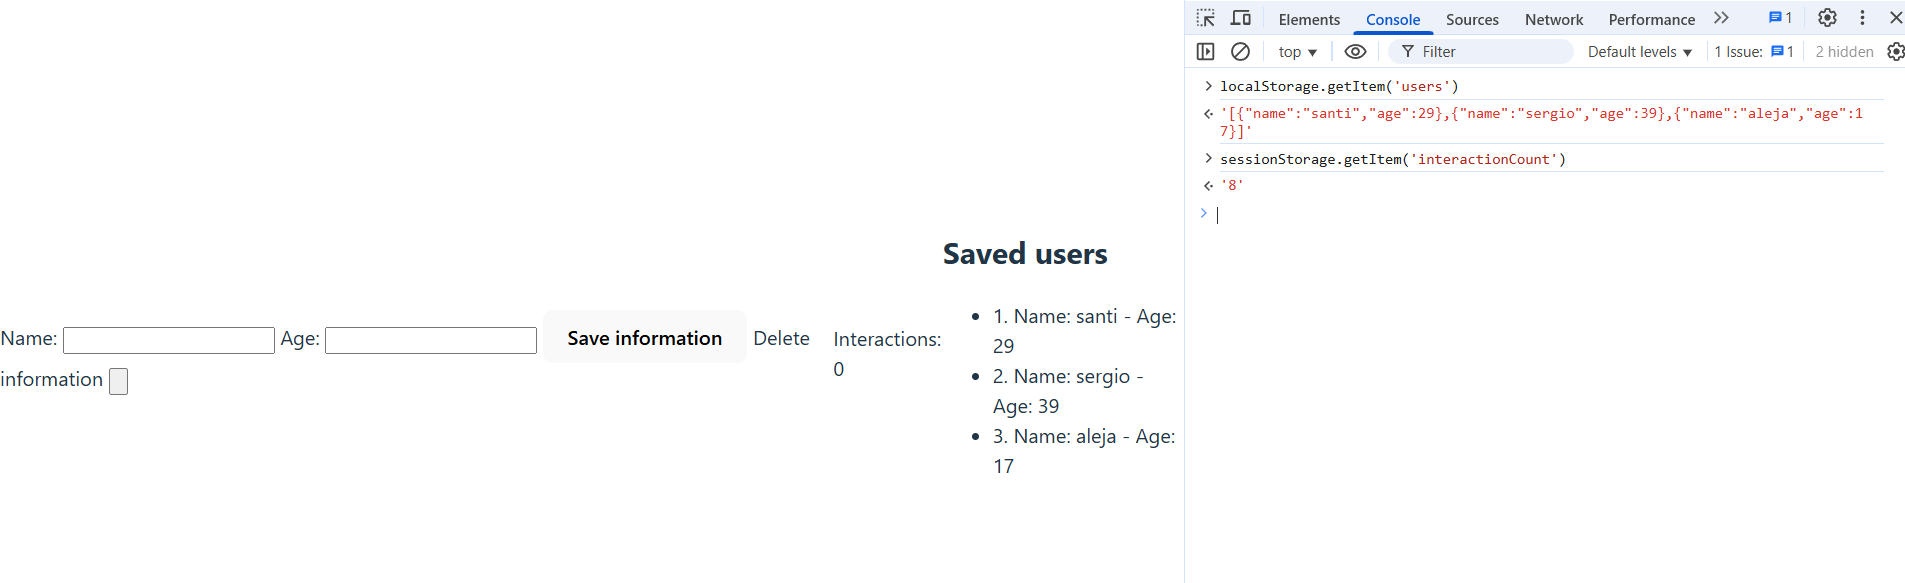 Elements Console Sources Network Performance 1
top Filter Default levels 1 Issue: 1 2 hidden
localStorage.getItem('users')
'[{"name":"santi","age":29},{"name":"sergio","age":39},{"name":"aleja","age":1
7}]'
sessionStorage.getItem('interactionCount')
'8'
Name: Age: Save information Delete
information
Interactions:
0
Saved users
1. Name: santi - Age:
29
2. Name: sergio -
Age: 39
3. Name: aleja - Age:
17